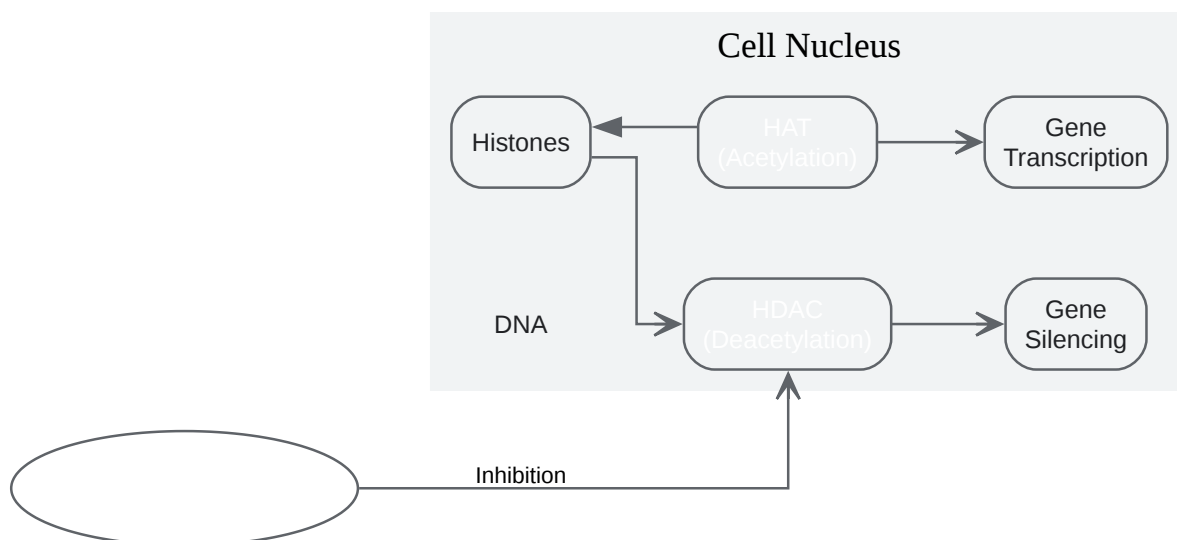 Cell Nucleus
Histones
HAT
(Acetylation)
Gene
Transcription
DNA
HDAC
(Deacetylation)
Gene
Silencing
Inhibition